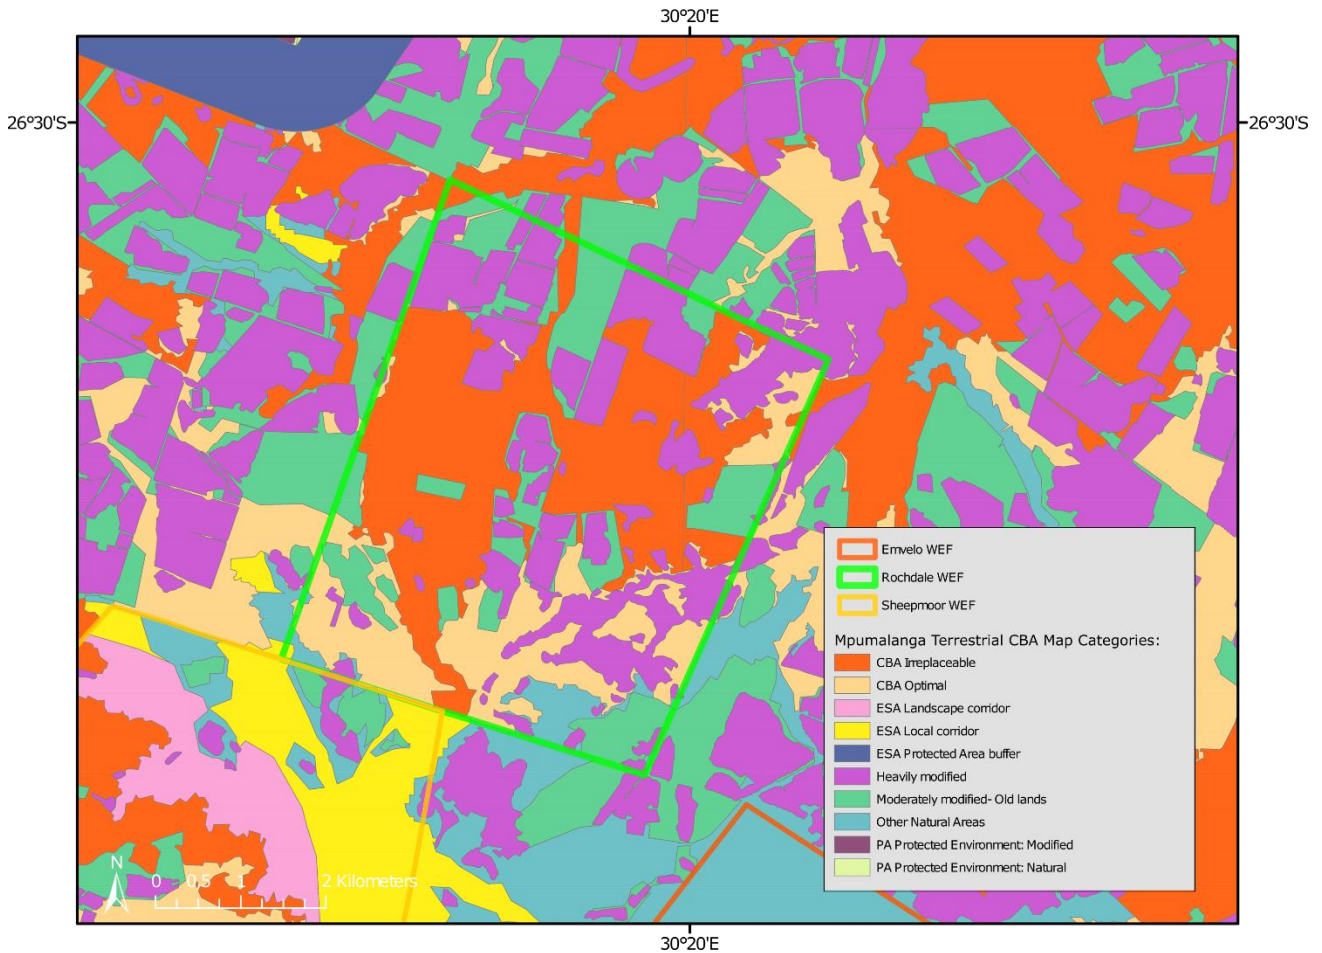 30°20'E
26°30'S
26°30'S
Emvelo WEF
Rochdale WEF
Sheepmoor WEF
Mpumalanga Terrestrial CBA Map Categories:
CBA Irreplaceable
CBA Optimal
ESA Landscape corridor
ESA Local corridor
ESA Protected Area buffer
Heavily modified
Moderately modified- Old lands
Other Natural Areas
PA Protected Environment: Modified
PA Protected Environment: Natural
N
0 0,5 1 2 Kilometers
30°20'E